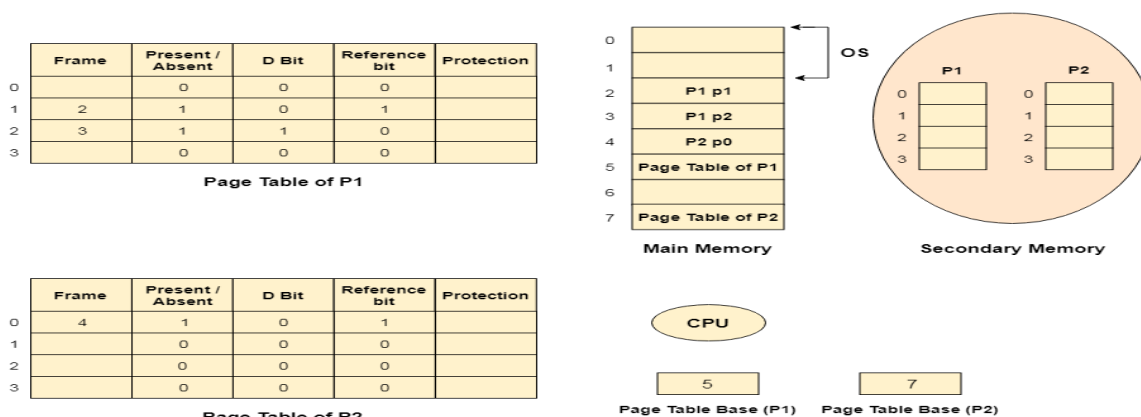 Frame Present / Absent D Bit Reference bit Protection
0 0 0 0
1 2 1 0 1
2 3 1 1 0
3 0 0 0
Page Table of P1
Frame Present / Absent D Bit Reference bit Protection
0 4 1 0 1
1 0 0 0
2 0 0 0
3 0 0 0
Page Table of P2
0
1
OS
2 P1 p1
3 P1 p2
4 P2 p0
5 Page Table of P1
6
7 Page Table of P2
Main Memory
P1 P2
0 0
1 1
2 2
3 3
Secondary Memory
CPU
5 7
Page Table Base (P1) Page Table Base (P2)